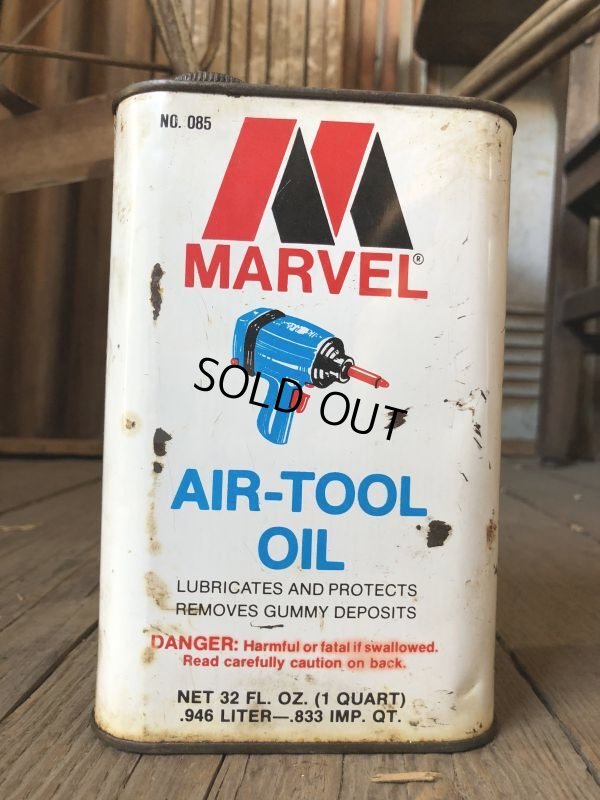 NO. 085
MARVEL®
SOLD OUT
AIR-TOOL
OIL
LUBRICATES AND PROTECTS
REMOVES GUMMY DEPOSITS
DANGER: Harmful or fatal if swallowed.
Read carefully caution on back.
NET 32 FL. OZ. (1 QUART)
.946 LITER—.833 IMP. QT.